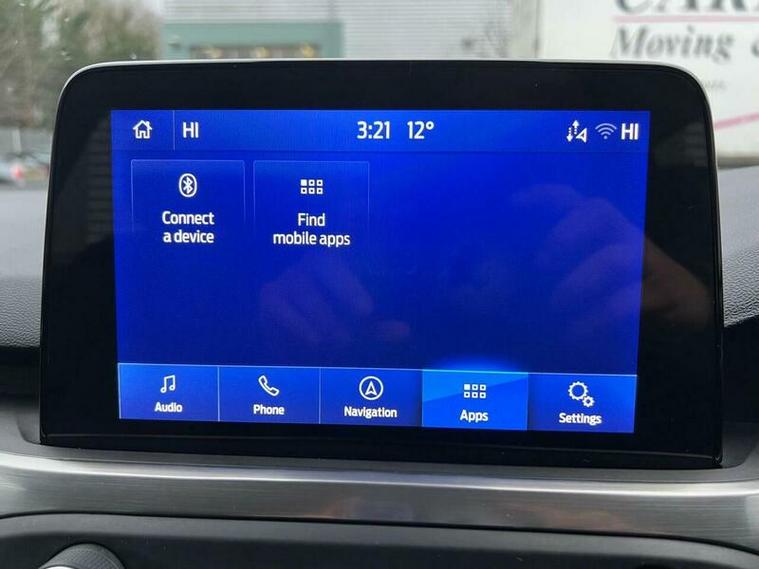 HI 3:21 12° HI
Connect
a device
Find
mobile apps
Audio
Phone
Navigation
Apps
Settings
Moving &